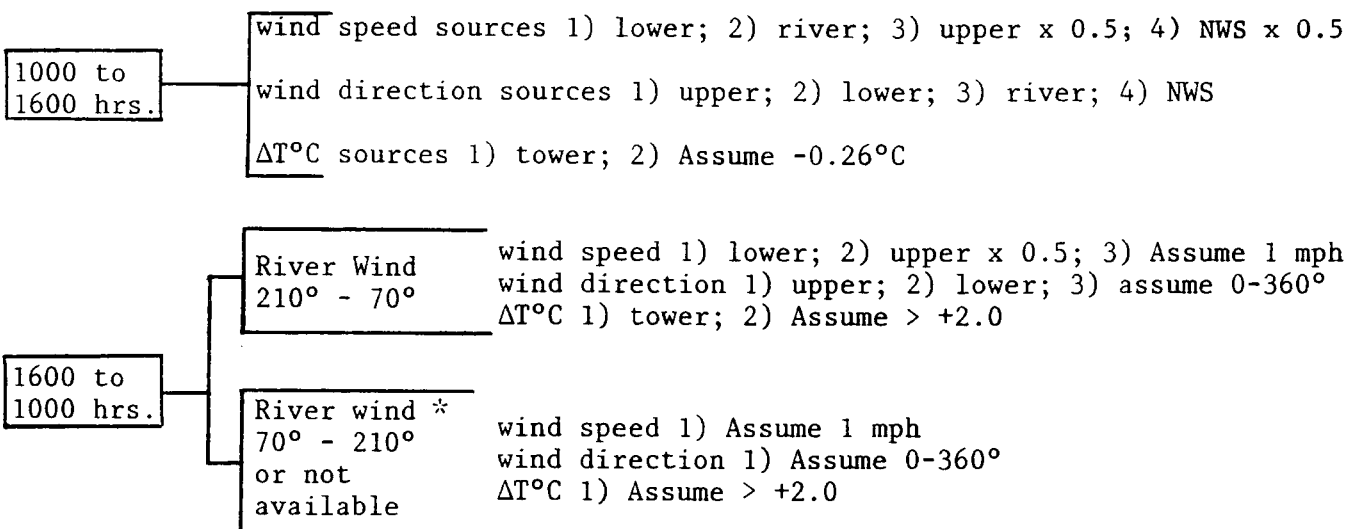 wind speed sources 1) lower; 2) river; 3) upper x 0.5; 4) NWS x 0.5
1000 to
1600 hrs.
wind direction sources 1) upper; 2) lower; 3) river; 4) NWS
ΔT°C sources 1) tower; 2) Assume -0.26°C
River Wind
210° - 70°
wind speed 1) lower; 2) upper x 0.5; 3) Assume 1 mph
wind direction 1) upper; 2) lower; 3) assume 0-360°
ΔT°C 1) tower; 2) Assume > +2.0
1600 to
1000 hrs.
River wind *
70° - 210°
or not
available
wind speed 1) Assume 1 mph
wind direction 1) Assume 0-360°
ΔT°C 1) Assume > +2.0